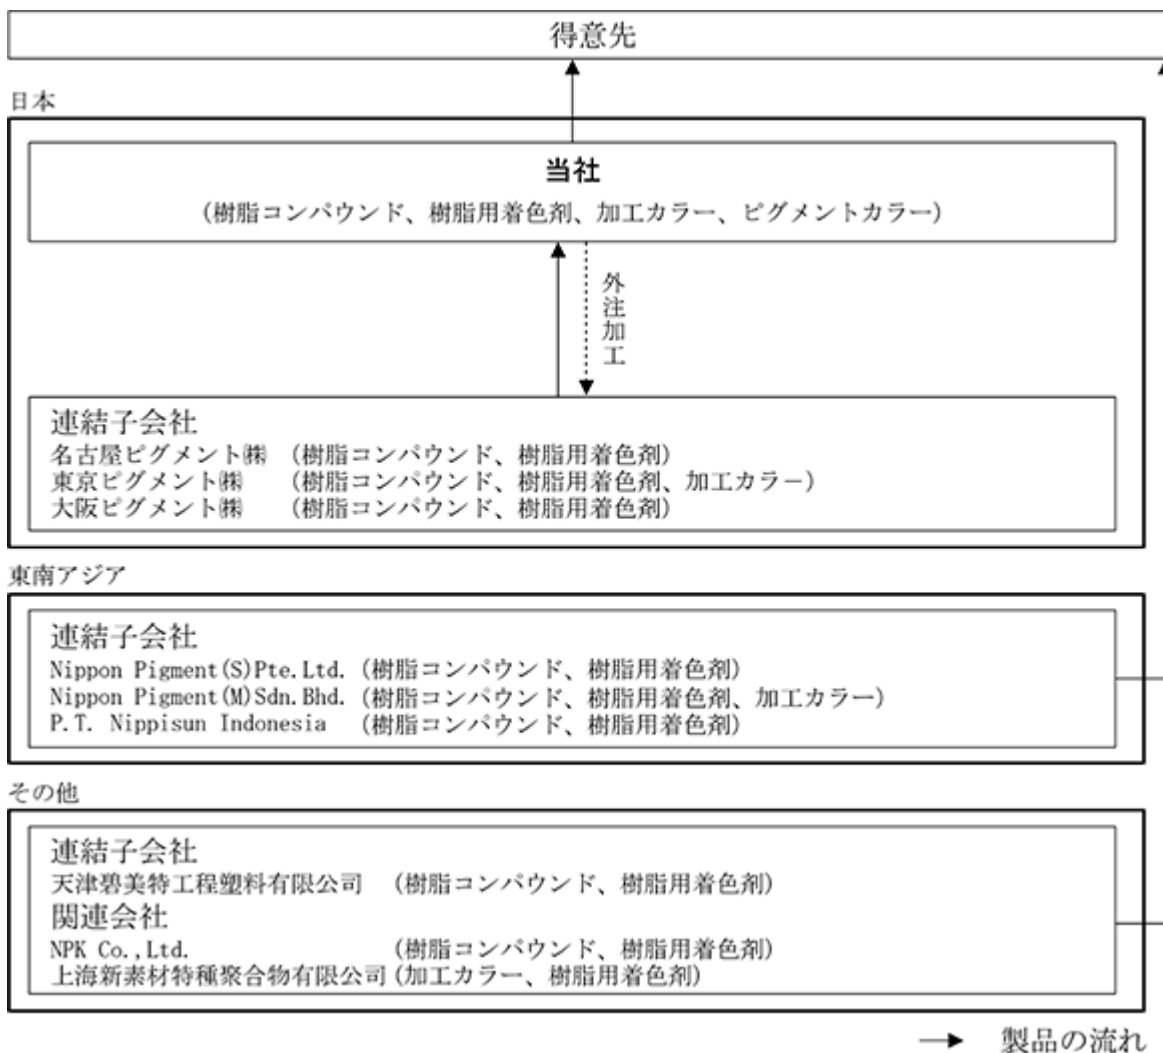 得意先
日本
当社
(樹脂コンパウンド、樹脂用着色剤、加工カラー、ピグメントカラー)
外注加工
連結子会社
名古屋ピグメント㈱ (樹脂コンパウンド、樹脂用着色剤)
東京ピグメント㈱ (樹脂コンパウンド、樹脂用着色剤、加工カラー)
大阪ピグメント㈱ (樹脂コンパウンド、樹脂用着色剤)
東南アジア
連結子会社
Nippon Pigment(S)Pte.Ltd. (樹脂コンパウンド、樹脂用着色剤)
Nippon Pigment(M)Sdn.Bhd. (樹脂コンパウンド、樹脂用着色剤、加工カラー)
P.T. Nippisun Indonesia (樹脂コンパウンド、樹脂用着色剤)
その他
連結子会社
天津碧美特工程塑料有限公司 (樹脂コンパウンド、樹脂用着色剤)
関連会社
NPK Co.,Ltd. (樹脂コンパウンド、樹脂用着色剤)
上海新素材特種聚合物有限公司(加工カラー、樹脂用着色剤)
製品の流れ